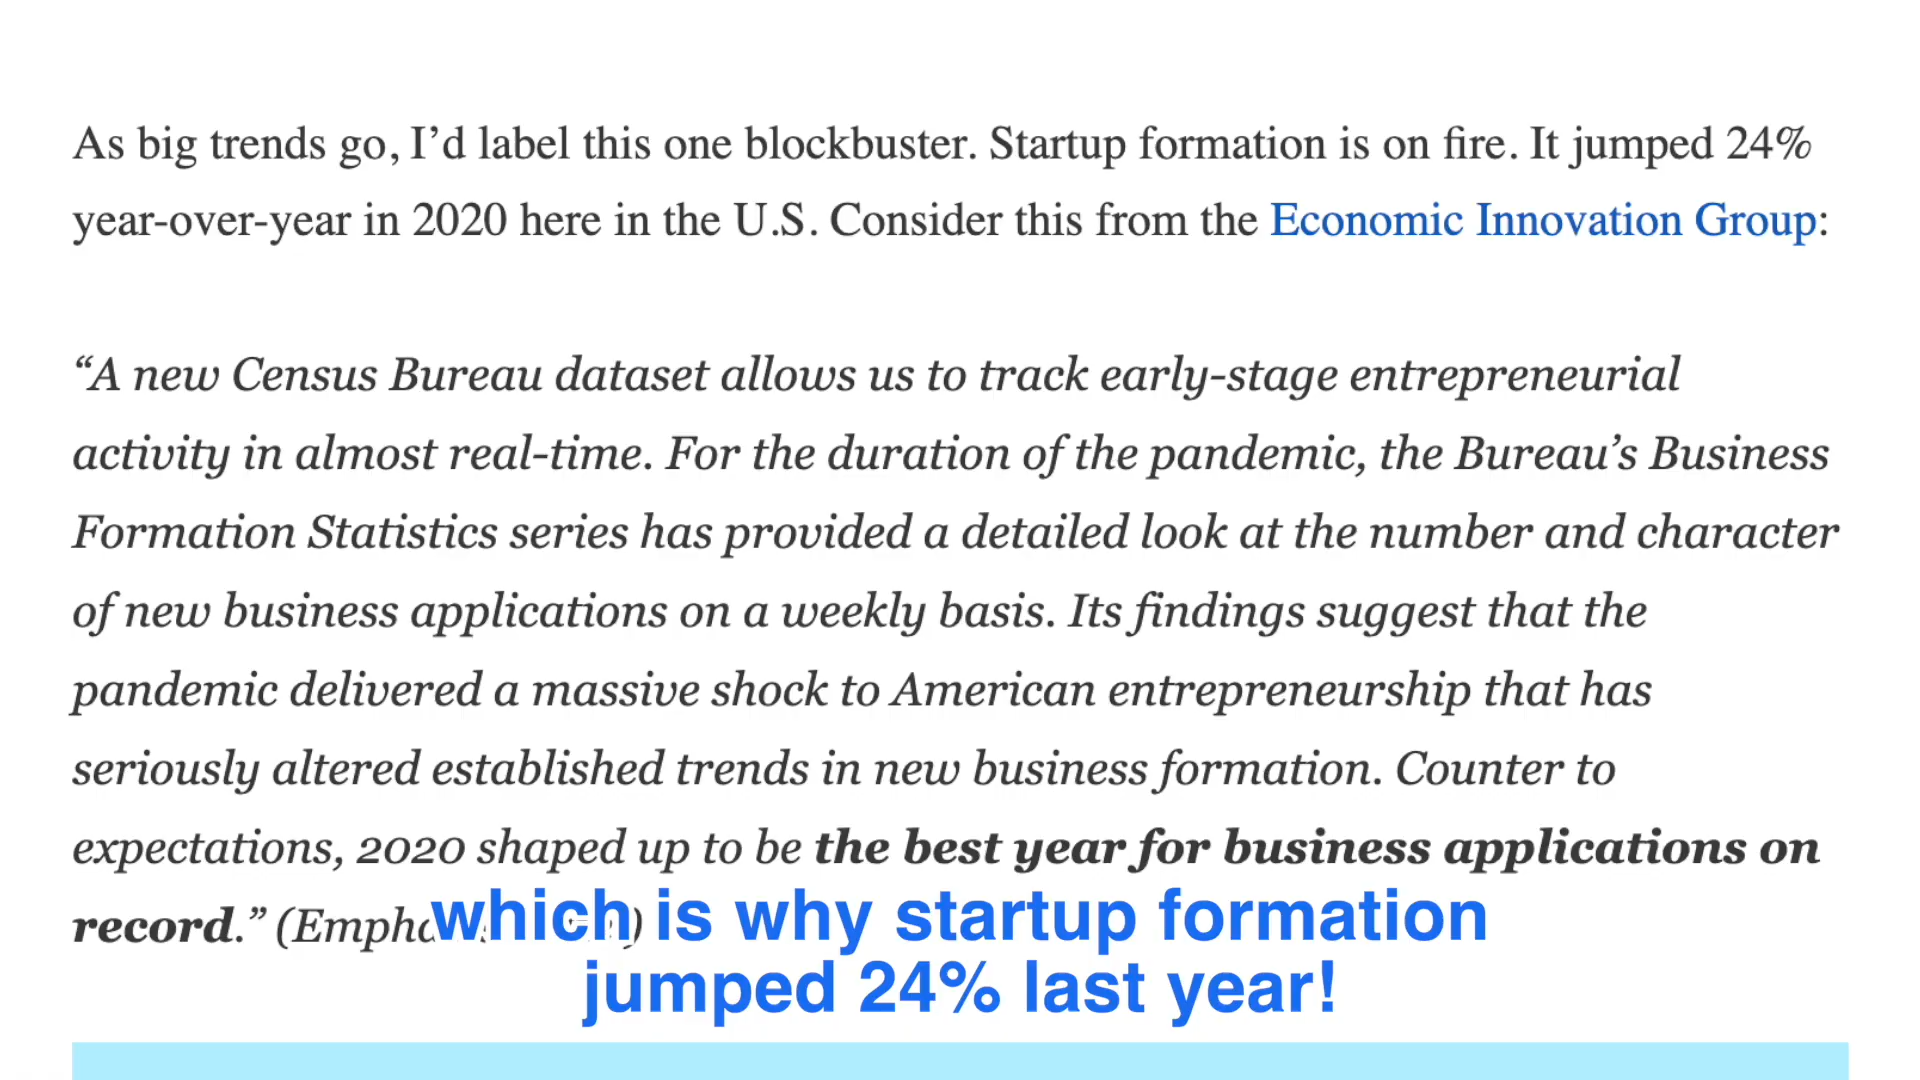 As big trends go, I’d label this one blockbuster. Startup formation is on fire. It jumped 24%
year-over-year in 2020 here in the U.S. Consider this from the Economic Innovation Group:
“A new Census Bureau dataset allows us to track early-stage entrepreneurial
activity in almost real-time. For the duration of the pandemic, the Bureau’s Business
Formation Statistics series has provided a detailed look at the number and character
of new business applications on a weekly basis. Its findings suggest that the
pandemic delivered a massive shock to American entrepreneurship that has
seriously altered established trends in new business formation. Counter to
expectations, 2020 shaped up to be the best year for business applications on
record.”
which is why startup formation
jumped 24% last year!